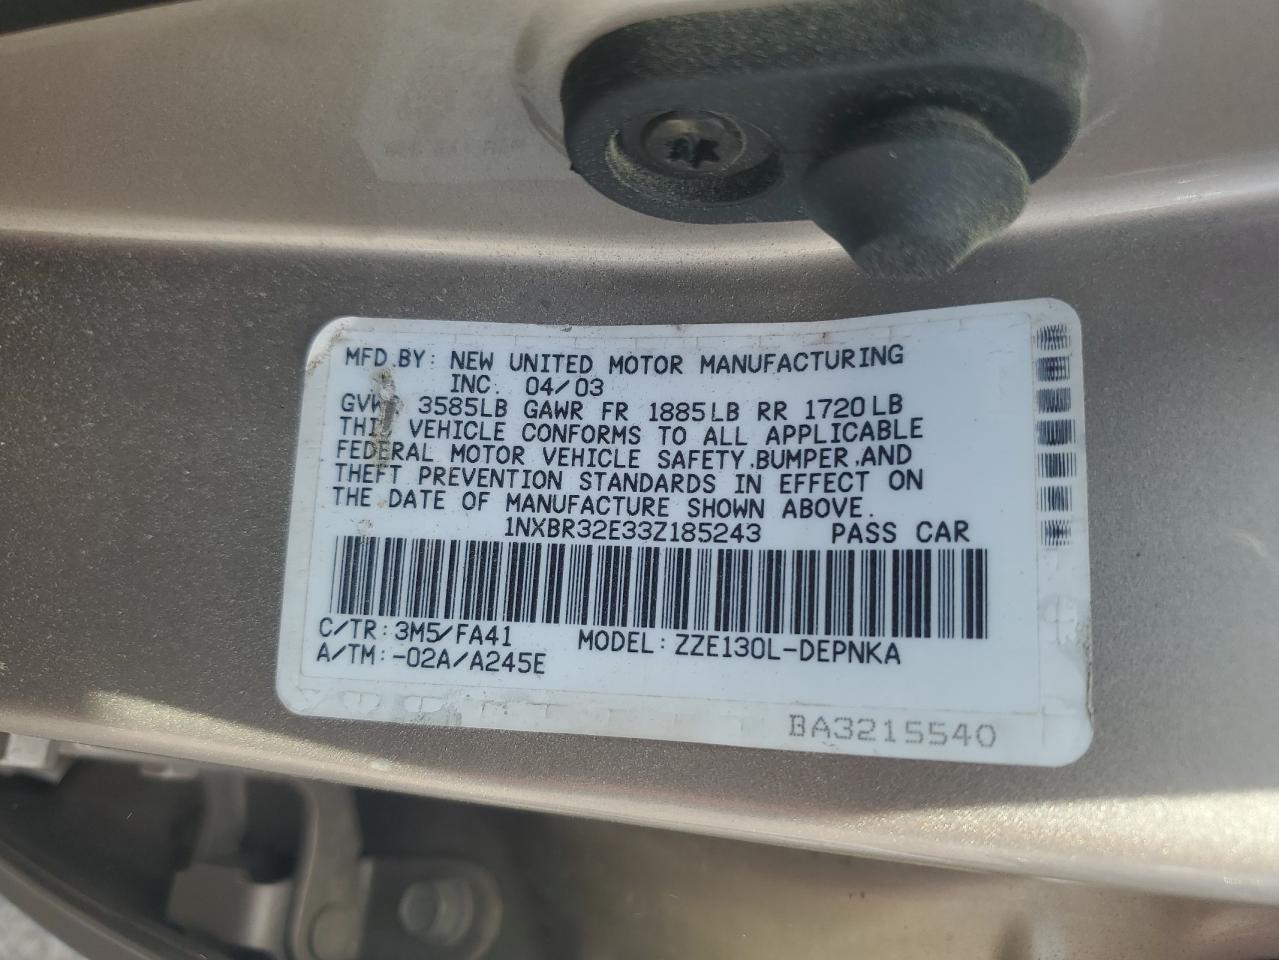 MFD.BY: NEW UNITED MOTOR MANUFACTURING
INC. 04/03
GVWR 3585LB GAWR FR 1885LB RR 1720LB
THIS VEHICLE CONFORMS TO ALL APPLICABLE
FEDERAL MOTOR VEHICLE SAFETY,BUMPER,AND
THEFT PREVENTION STANDARDS IN EFFECT ON
THE DATE OF MANUFACTURE SHOWN ABOVE.
1NXBR32E33Z185243 PASS CAR
C/TR:3M5/FA41 MODEL:ZZE130L-DEPNKA
A/TM:-02A/A245E
BA3215540